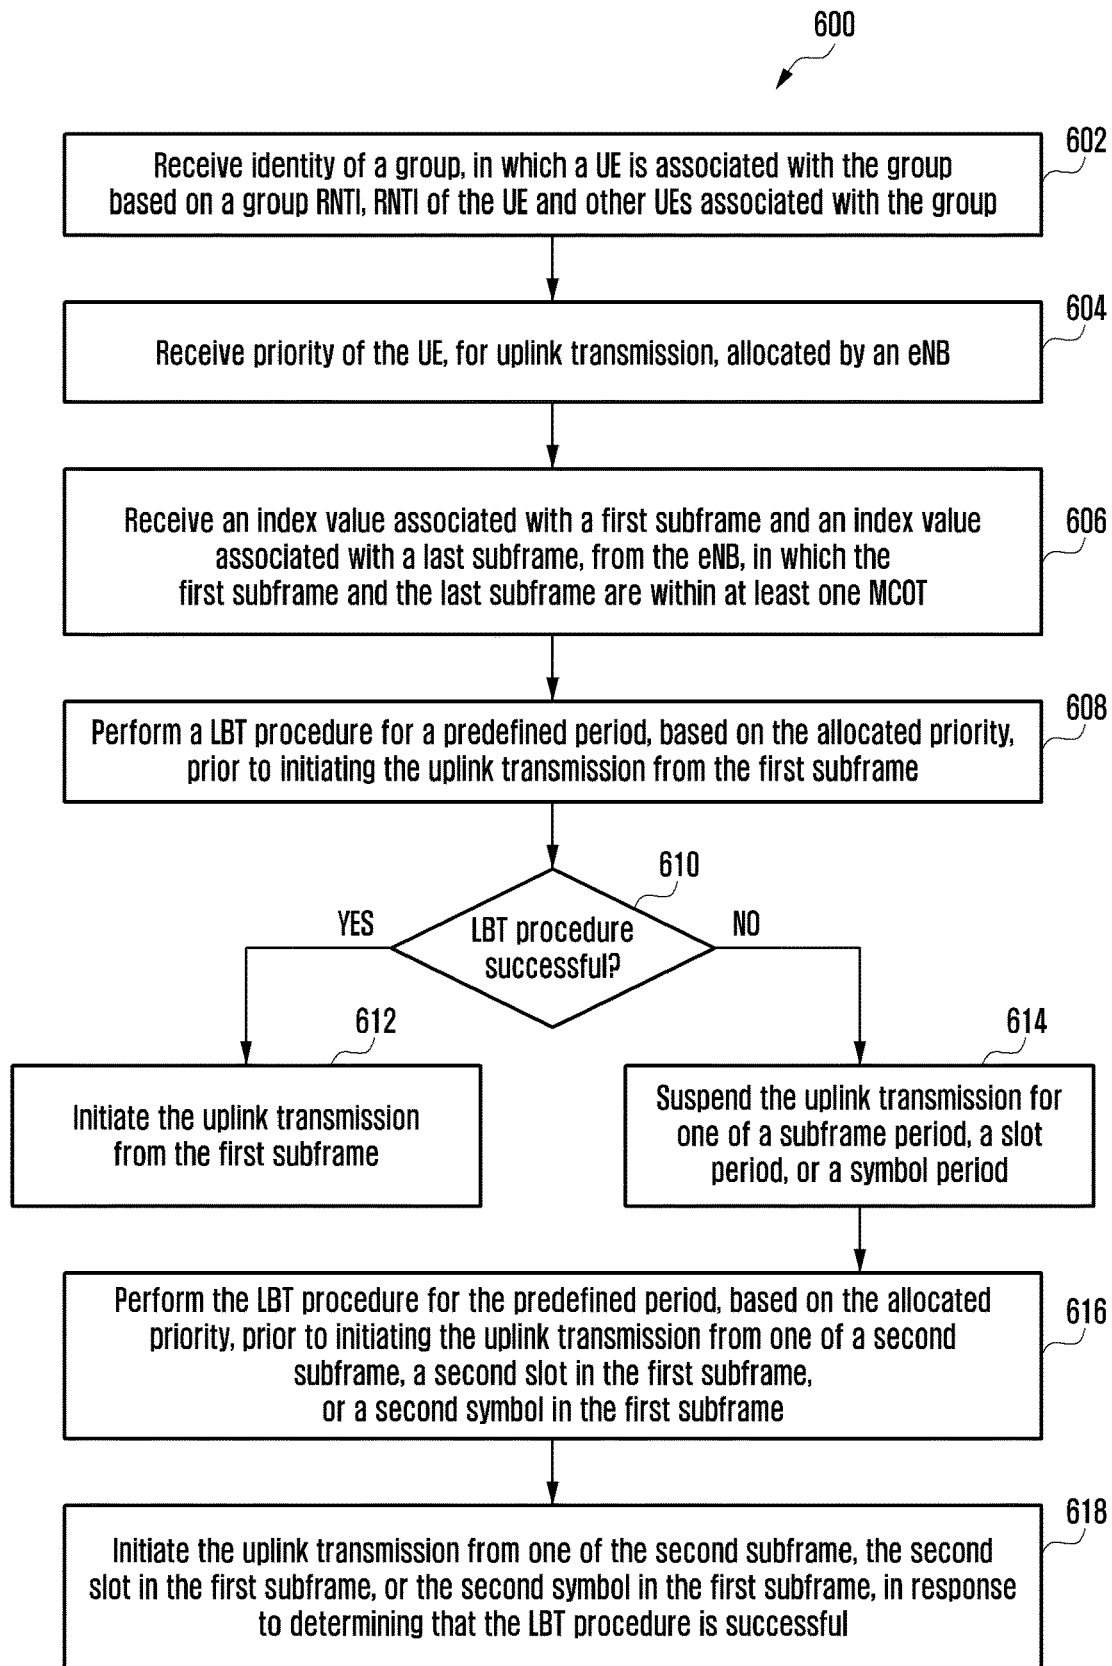 600
602
Receive identity of a group, in which a UE is associated with the group
based on a group RNTI, RNTI of the UE and other UEs associated with the group
604
Receive priority of the UE, for uplink transmission, allocated by an eNB
606
Receive an index value associated with a first subframe and an index value
associated with a last subframe, from the eNB, in which the
first subframe and the last subframe are within at least one MCOT
608
Perform a LBT procedure for a predefined period, based on the allocated priority,
prior to initiating the uplink transmission from the first subframe
610
YES
LBT procedure
successful?
NO
612
Initiate the uplink transmission
from the first subframe
614
Suspend the uplink transmission for
one of a subframe period, a slot
period, or a symbol period
616
Perform the LBT procedure for the predefined period, based on the allocated
priority, prior to initiating the uplink transmission from one of a second
subframe, a second slot in the first subframe,
or a second symbol in the first subframe
618
Initiate the uplink transmission from one of the second subframe, the second
slot in the first subframe, or the second symbol in the first subframe, in response
to determining that the LBT procedure is successful